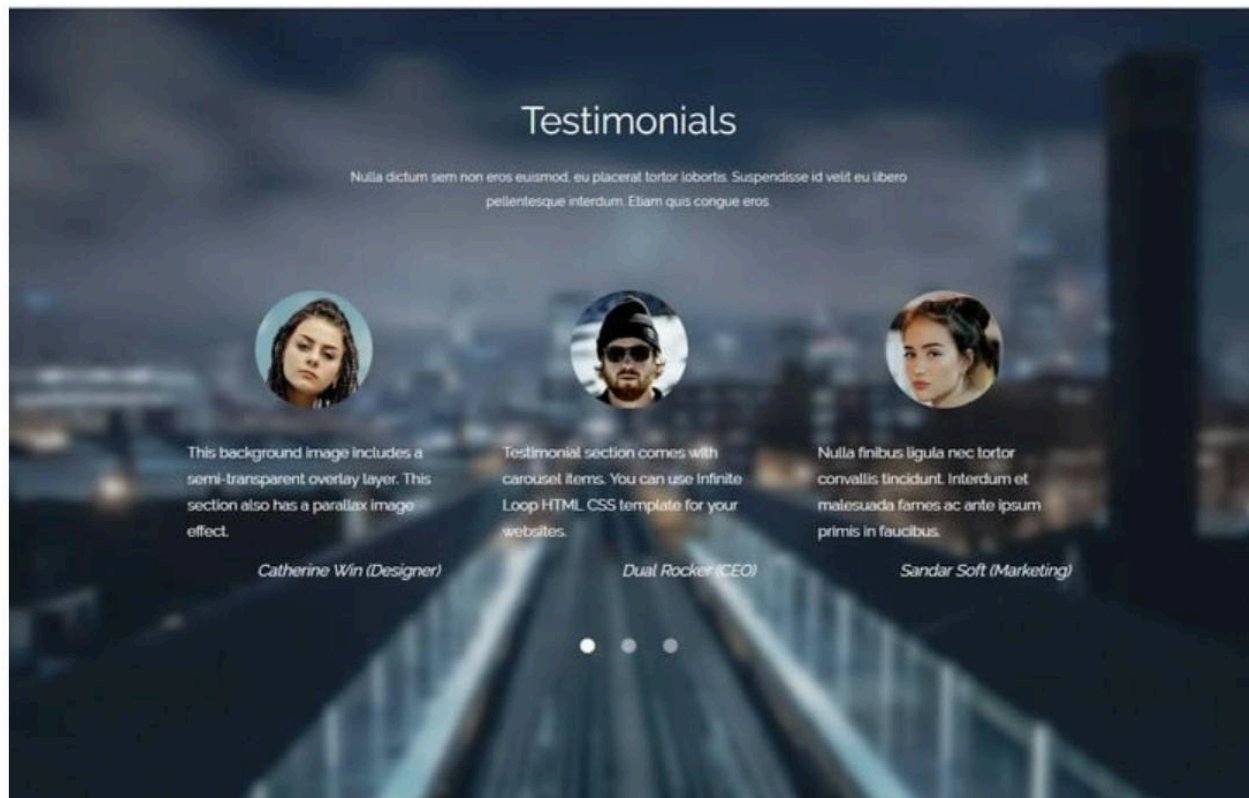 Testimonials
Nulla dictum sem non eros euismod, eu placerat tortor lobortis. Suspendisse id velit eu libero
pellentesque interdum. Etiam quis congue eros.
This background image includes a
semi-transparent overlay layer. This
section also has a parallax image
effect.
Catherine Win (Designer)
Testimonial section comes with
carousel items. You can use Infinite
Loop HTML CSS template for your
websites.
Dual Rocker (CEO)
Nulla finibus ligula nec tortor
convallis tincidunt. Interdum et
malesuada fames ac ante ipsum
primis in faucibus.
Sandar Soft (Marketing)